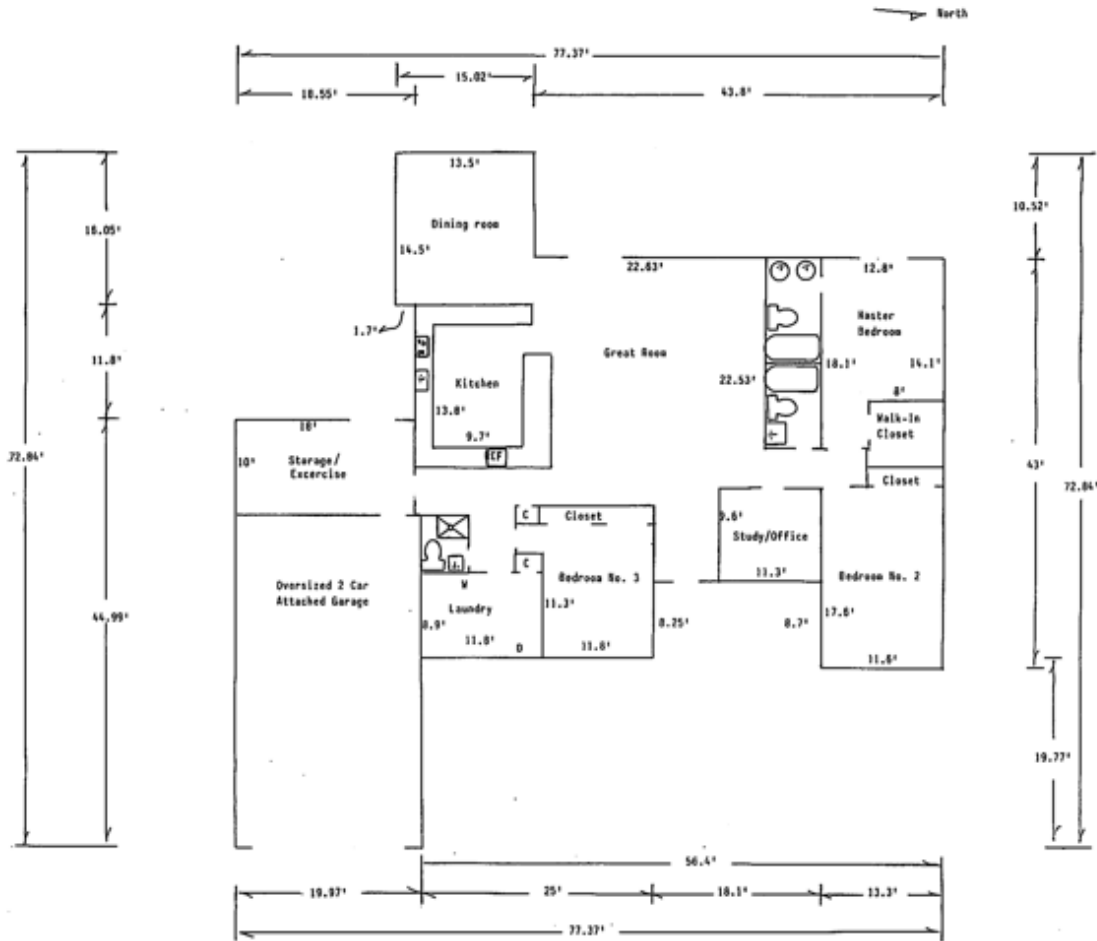 North
77.37'
15.02'
18.55'
43.8'
13.5'
10.52'
16.05'
Dining room
14.5'
22.63'
12.8'
1.7'
Master
Bedroom
11.8'
Great Room
18.1'
14.1'
22.53'
Kitchen
8'
13.8'
Walk-In
Closet
18'
9.7'
CF
72.84'
10'
Storage/
Excercise
43'
72.84'
Closet
C
Closet
9.6'
Study/Office
C
Bedroom No. 3
11.3'
Bedroom No. 2
W
Oversized 2 Car
Attached Garage
Laundry
11.3'
17.6'
44.99'
8.9'
8.25'
8.7'
11.8'
D
11.8'
11.6'
19.77'
56.4'
19.97'
25'
18.1'
13.3'
77.37'